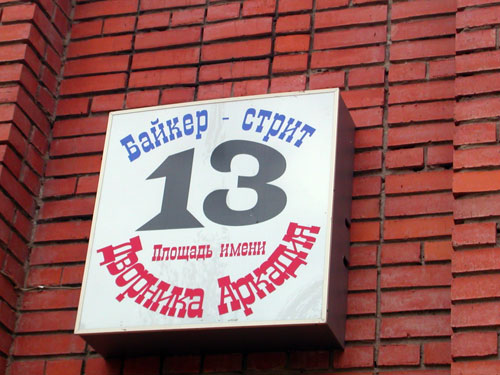 Байкер - стрит
13
Площадь имени
Дворника Аркадия